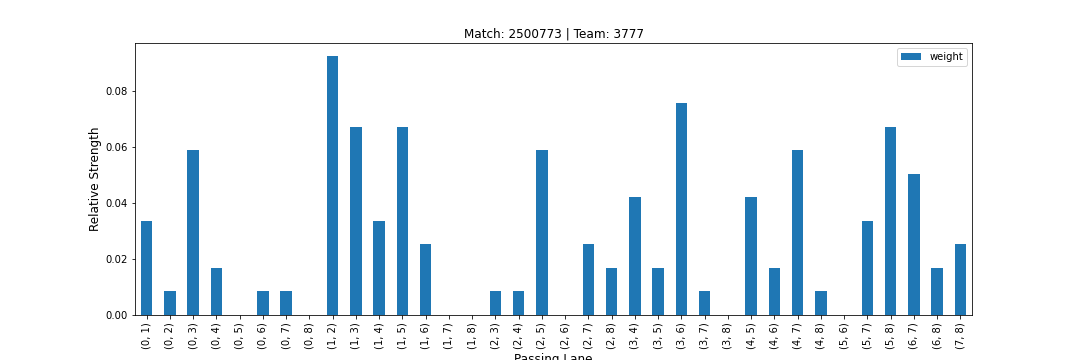 Match: 2500773 | Team: 3777
weight
Relative Strength
0.08
0.06
0.04
0.02
0.00
(0, 1) (0, 2) (0, 3) (0, 4) (0, 5) (0, 6) (0, 7) (0, 8) (1, 2) (1, 3) (1, 4) (1, 5) (1, 6) (1, 7) (1, 8) (2, 3) (2, 4) (2, 5) (2, 6) (2, 7) (2, 8) (3, 4) (3, 5) (3, 6) (3, 7) (3, 8) (4, 5) (4, 6) (4, 7) (4, 8) (5, 6) (5, 7) (5, 8) (6, 7) (6, 8) (7, 8)
Passing Lane